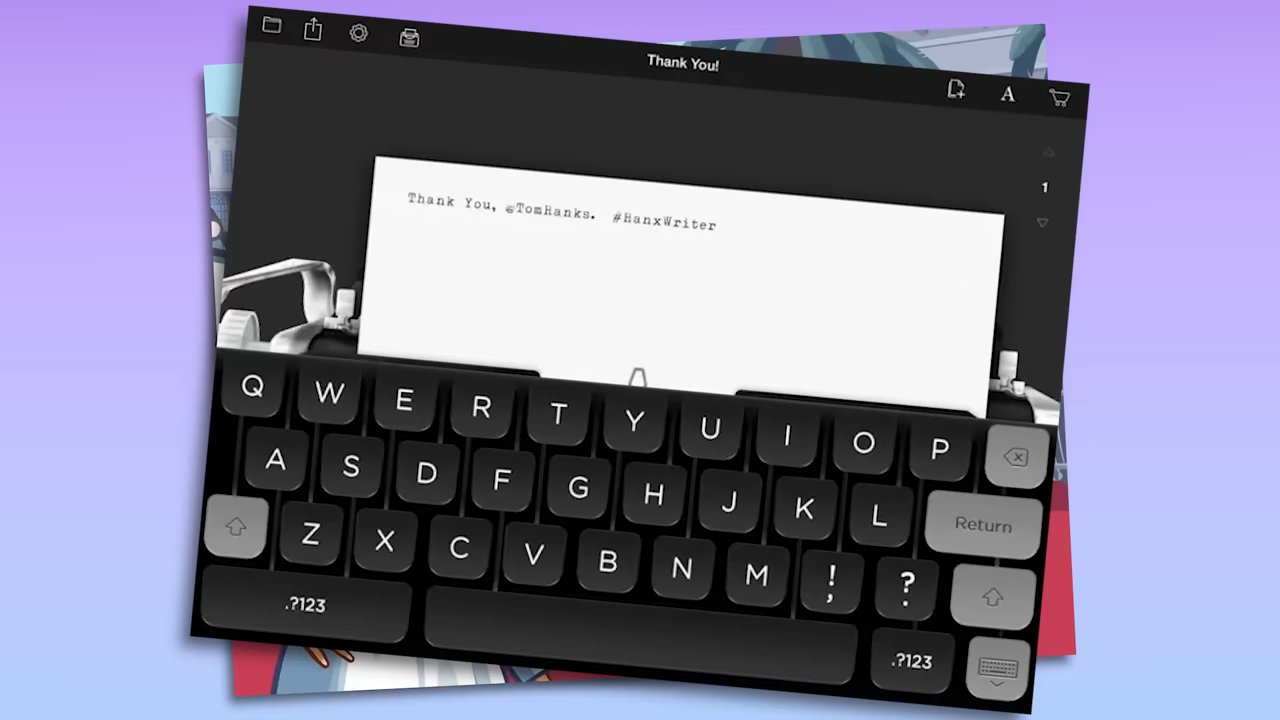 Thank You!
A
1
Thank You, @TomHanks.  #HanxWriter
Q W E R T Y U I O P
A S D F G H J K L Return
Z X C V B N M ! , ? .
.?123 .?123